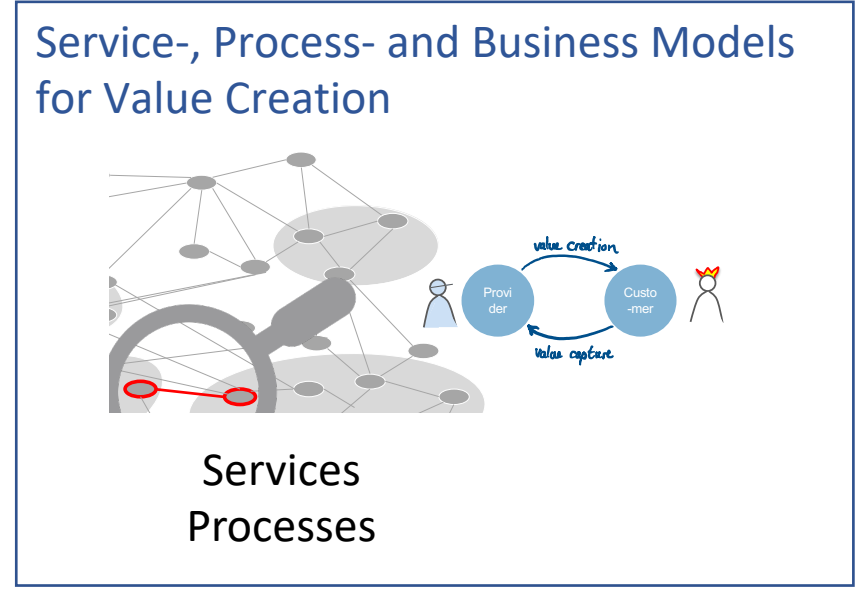 Service-, Process- and Business Models
for Value Creation
value creation
Provi
der
Custo
-mer
value capture
Services
Processes